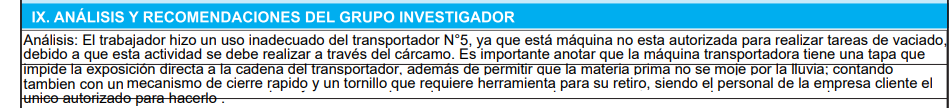 IX. ANÁLISIS Y RECOMENDACIONES DEL GRUPO INVESTIGADOR
Análisis: El trabajador hizo un uso inadecuado del transportador N°5, ya que está máquina no esta autorizada para realizar tareas de vaciado,
debido a que esta actividad se debe realizar a través del cárcamo. Es importante anotar que la máquina transportadora tiene una tapa que
impide la exposición directa a la cadena del transportador, además de permitir que la materia prima no se moje por la lluvia; contando
tambien con un mecanismo de cierre rapido y un tornillo que requiere herramienta para su retiro, siendo el personal de la empresa cliente el
unico autorizado para hacerlo .